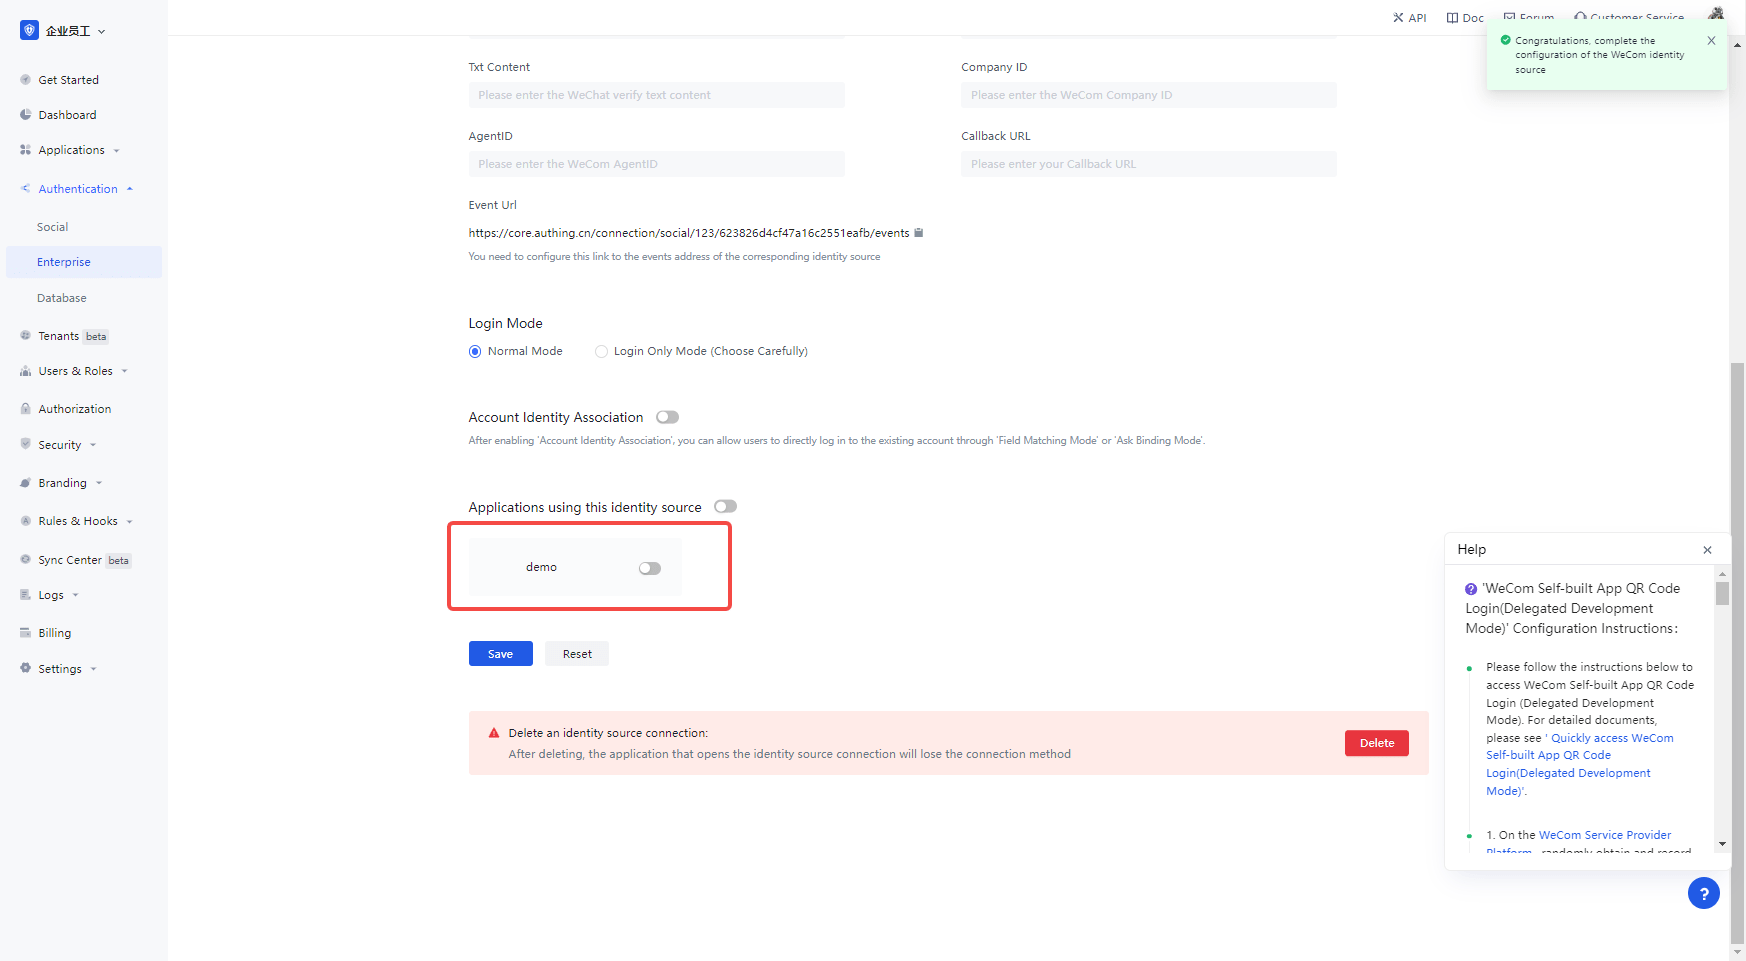 企业员工
API
Doc
Forum
Customer Service
Congratulations, complete the
configuration of the WeCom identity
source
Get Started
Dashboard
Applications
Authentication
Social
Enterprise
Database
Tenants beta
Users & Roles
Authorization
Security
Branding
Rules & Hooks
Sync Center beta
Logs
Billing
Settings
Txt Content
Company ID
Please enter the WeChat verify text content
Please enter the WeCom Company ID
AgentID
Callback URL
Please enter the WeCom AgentID
Please enter your Callback URL
Event Url
https://core.authing.cn/connection/social/123/623826d4cf47a16c2551eafb/events
You need to configure this link to the events address of the corresponding identity source
Login Mode
Normal Mode
Login Only Mode (Choose Carefully)
Account Identity Association
After enabling 'Account Identity Association', you can allow users to directly log in to the existing account through 'Field Matching Mode' or 'Ask Binding Mode'.
Applications using this identity source
demo
Save
Reset
Delete an identity source connection:
After deleting, the application that opens the identity source connection will lose the connection method
Delete
Help
'WeCom Self-built App QR Code
Login(Delegated Development
Mode)' Configuration Instructions:
Please follow the instructions below to
access WeCom Self-built App QR Code
Login (Delegated Development
Mode). For detailed documents,
please see ' Quickly access WeCom
Self-built App QR Code
Login(Delegated Development
Mode)'.
1. On the WeCom Service Provider
Platform, randomly obtain and record
?